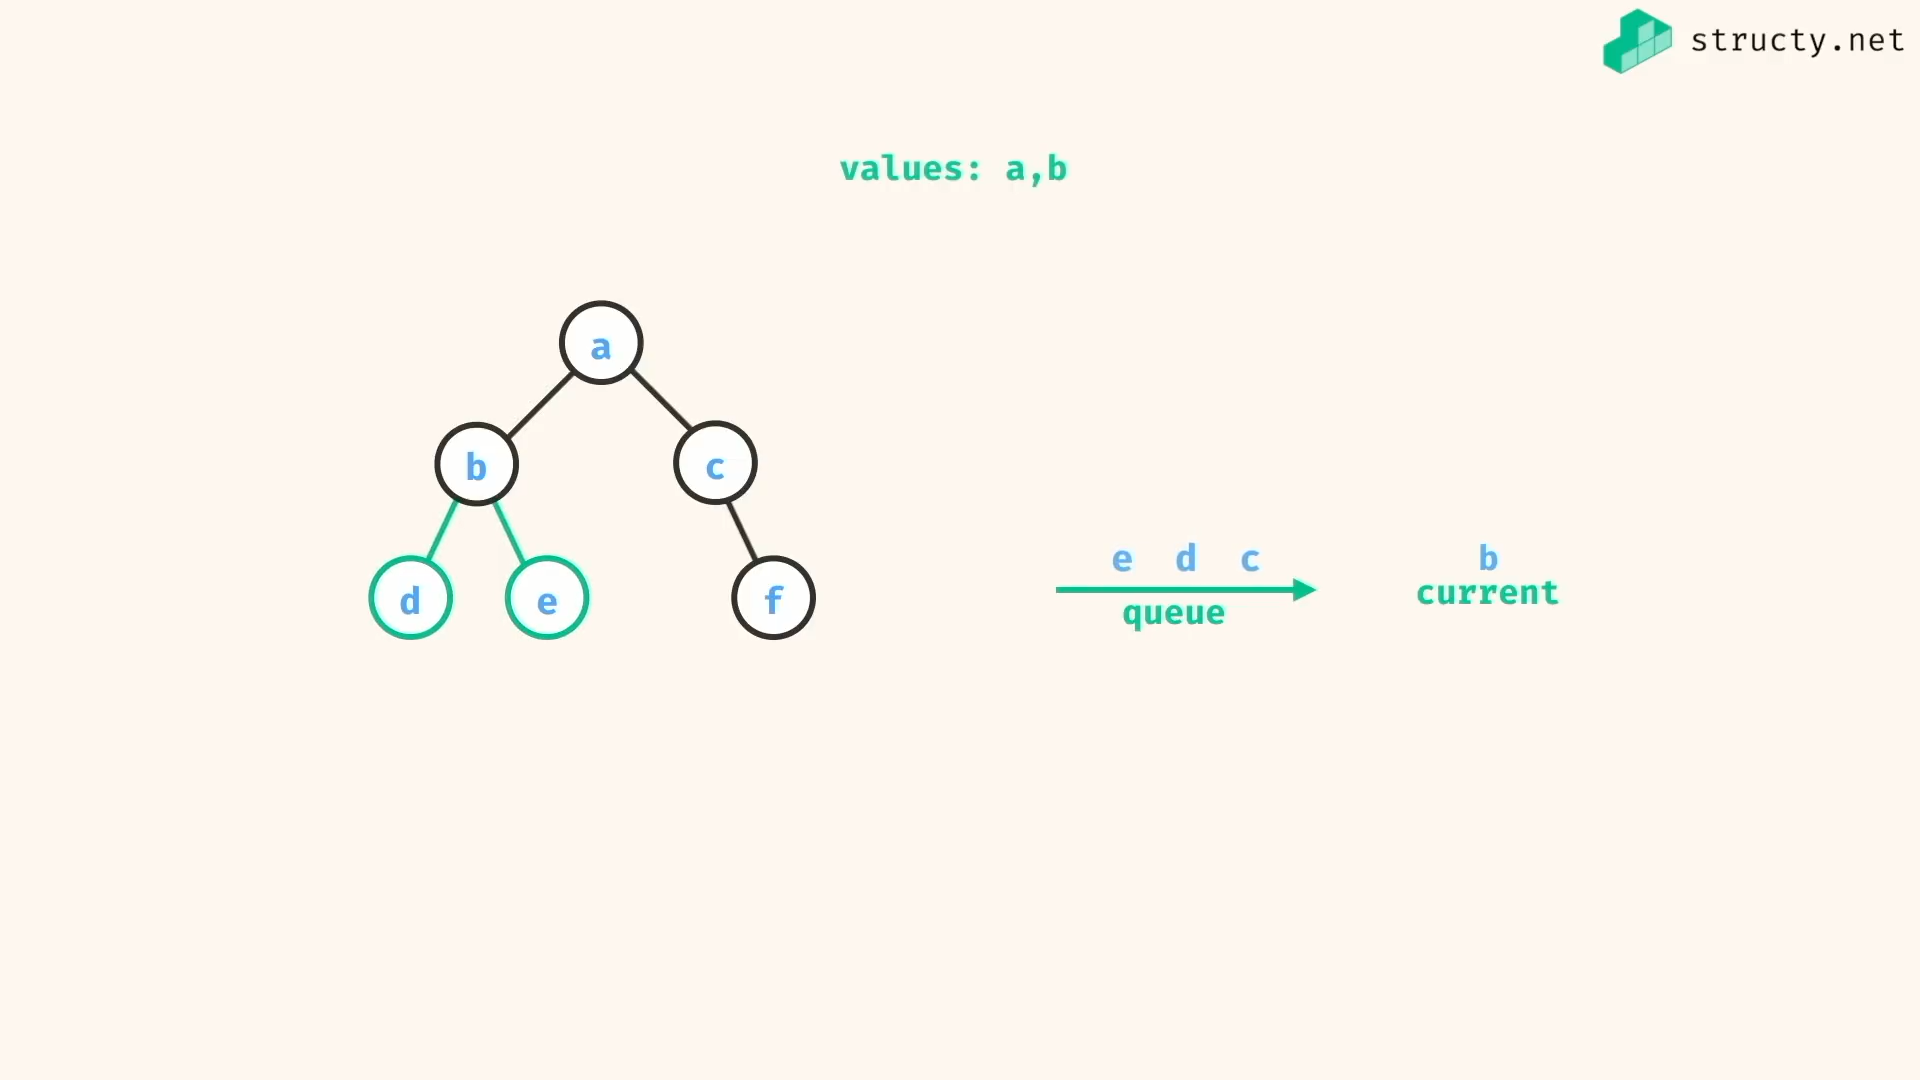 structy.net
values: a,b
a
b c
d e f
e d c
queue
b
current